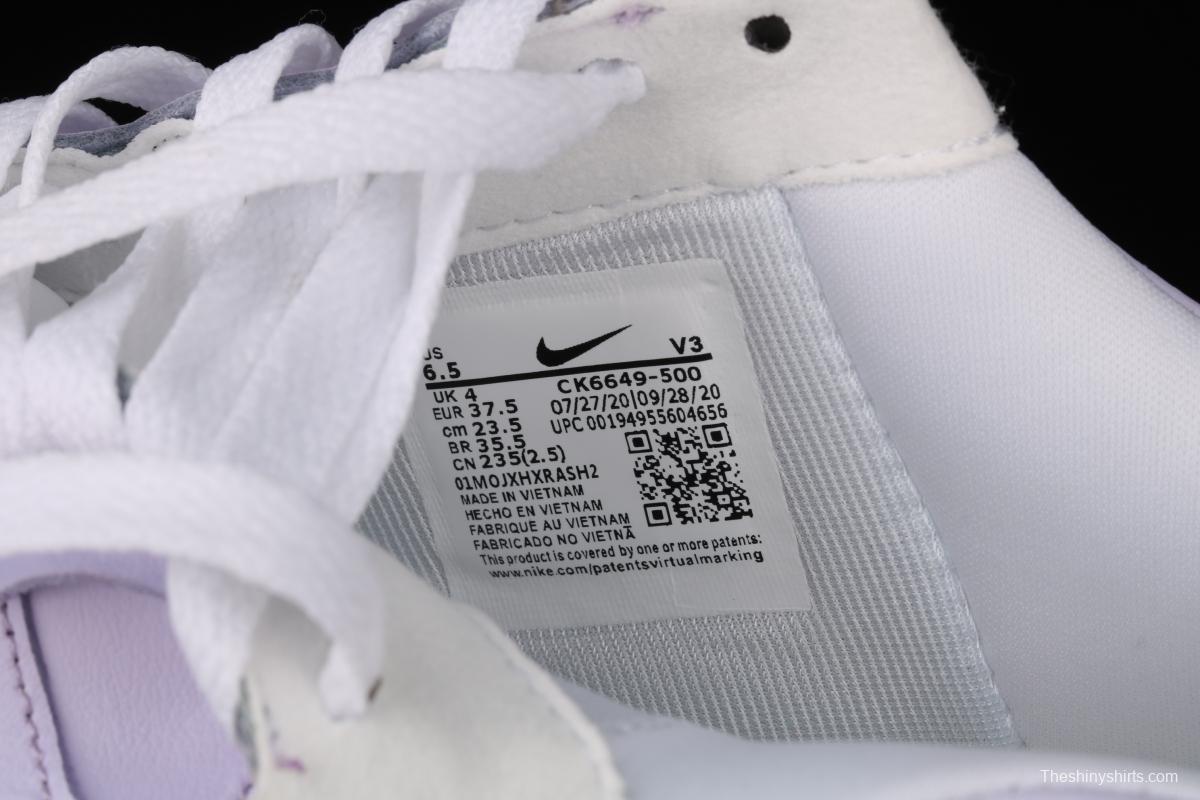 US V3
6.5
UK 4 CK6649-500
EUR 37.5 07/27/20|09/28/20
cm 23.5 UPC 00194955604656
BR 35.5
CN 235(2.5)
01MOJXHXRASH2
MADE IN VIETNAM
HECHO EN VIETNAM
FABRIQUE AU VIETNAM
FABRICADO NO VIETNÃ
This product is covered by one or more patents:
www.nike.com/patentsvirtualmarking
Theshinyshirts.com